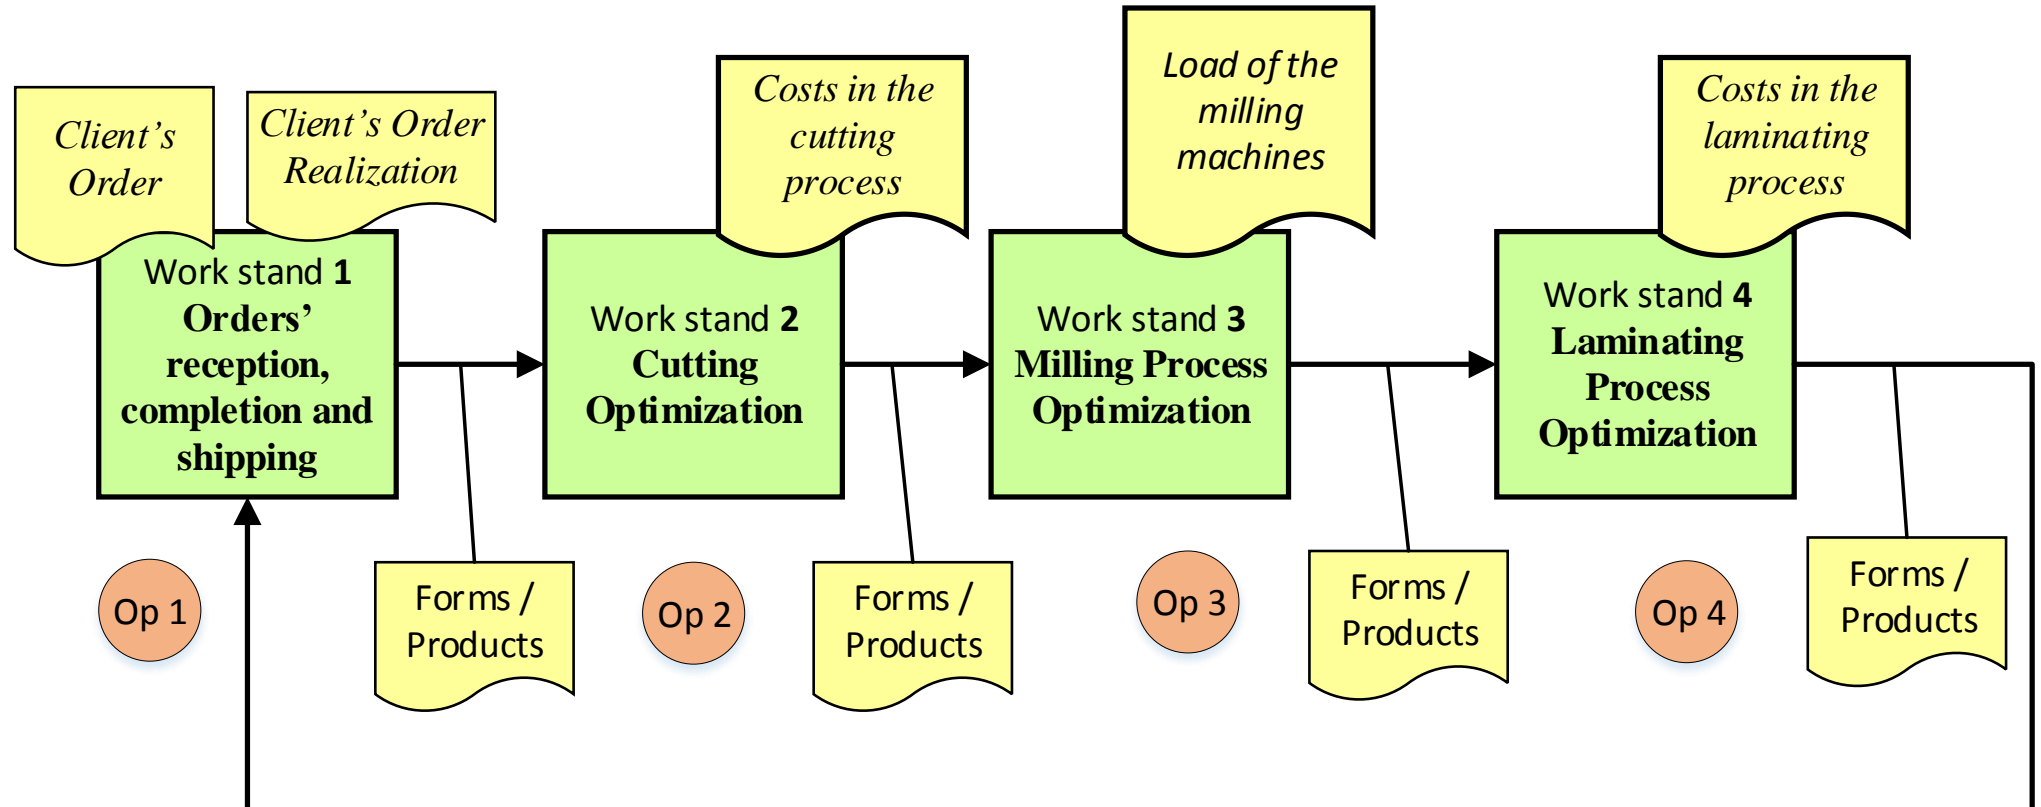 Client's
Order
Client's Order
Realization
Costs in the
cutting
process
Load of the
milling
machines
Costs in the
laminating
process
Work stand 1
Orders'
reception,
completion and
shipping
Work stand 2
Cutting
Optimization
Work stand 3
Milling Process
Optimization
Work stand 4
Laminating
Process
Optimization
Op 1
Forms /
Products
Op 2
Forms /
Products
Op 3
Forms /
Products
Op 4
Forms /
Products